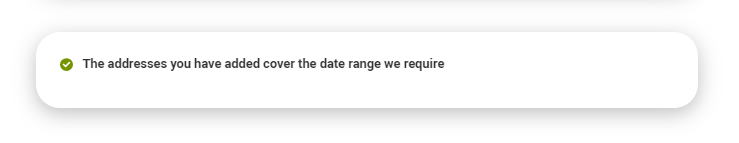 The addresses you have added cover the date range we require